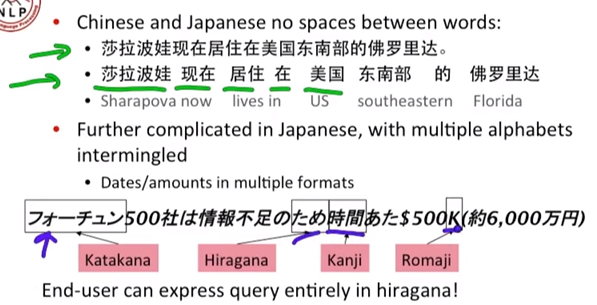 NLP
Chinese and Japanese no spaces between words:
莎拉波娃现在居住在美国东南部的佛罗里达。
莎拉波娃 现在 居住 在 美国 东南部 的 佛罗里达
Sharapova now lives in US southeastern Florida
Further complicated in Japanese, with multiple alphabets
intermingled
Dates/amounts in multiple formats
フォーチュン500社は情報不足のため時間あた$500K(約6,000万円)
Katakana Hiragana Kanji Romaji
End-user can express query entirely in hiragana!